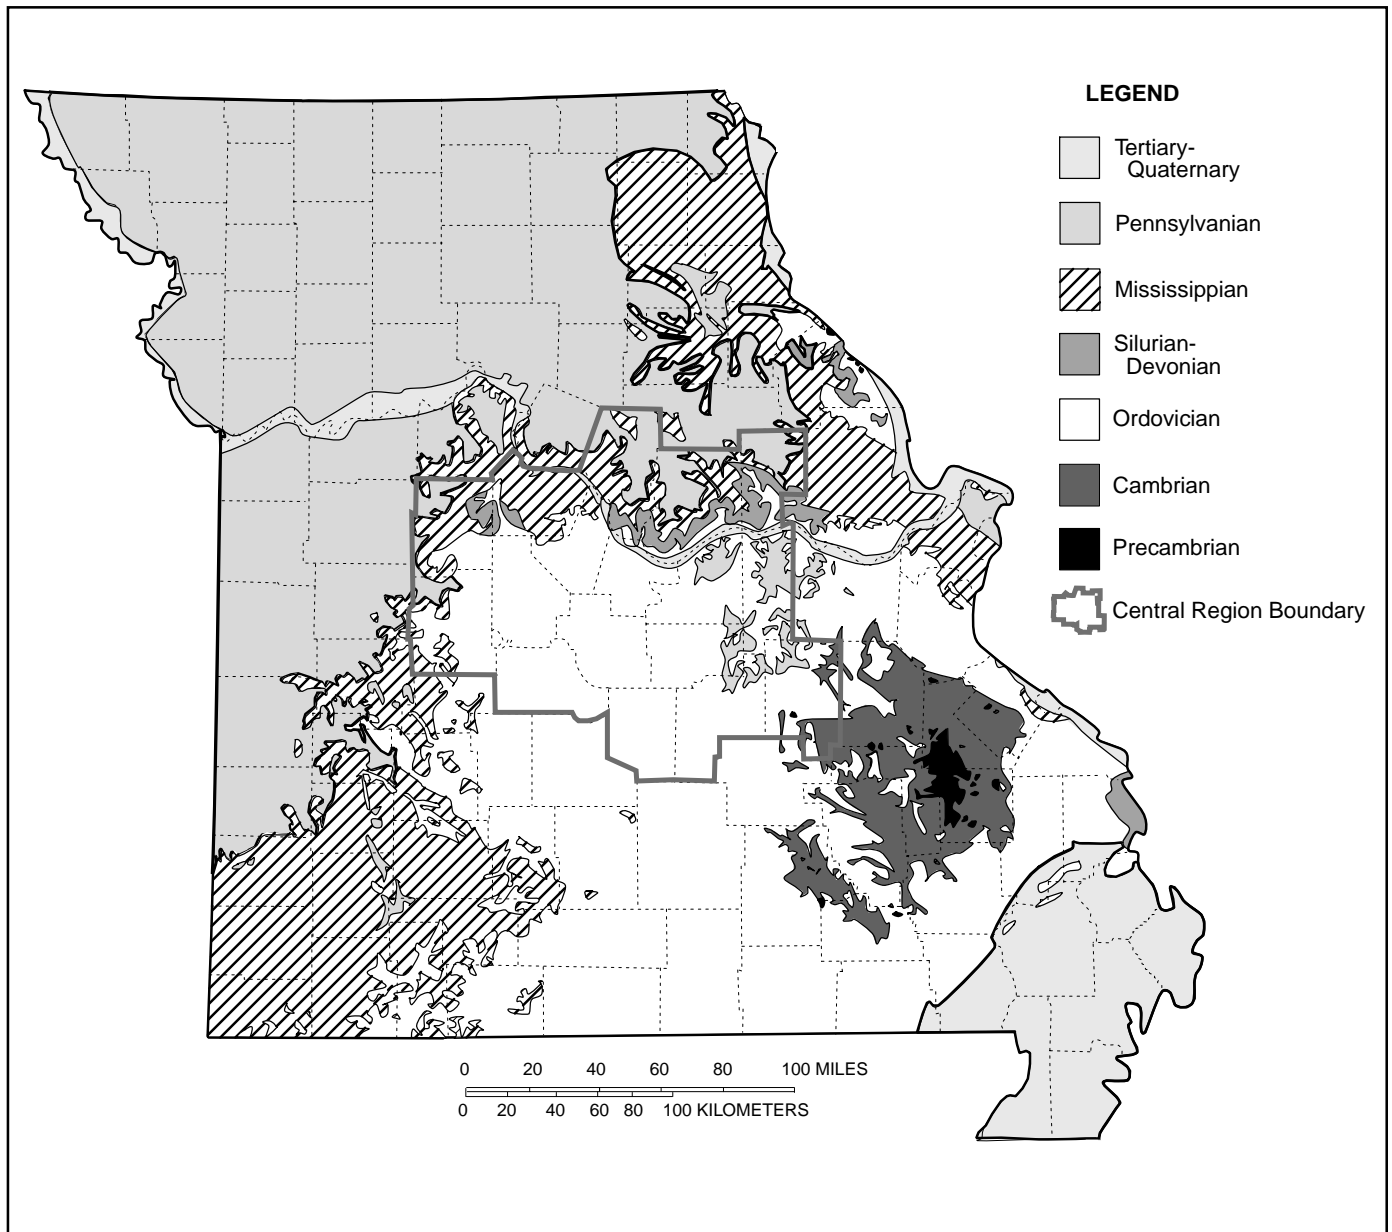 LEGEND
Tertiary-
Quaternary
Pennsylvanian
Mississippian
Silurian-
Devonian
Ordovician
Cambrian
Precambrian
Central Region Boundary
0 20 40 60 80 100 MILES
0 20 40 60 80 100 KILOMETERS